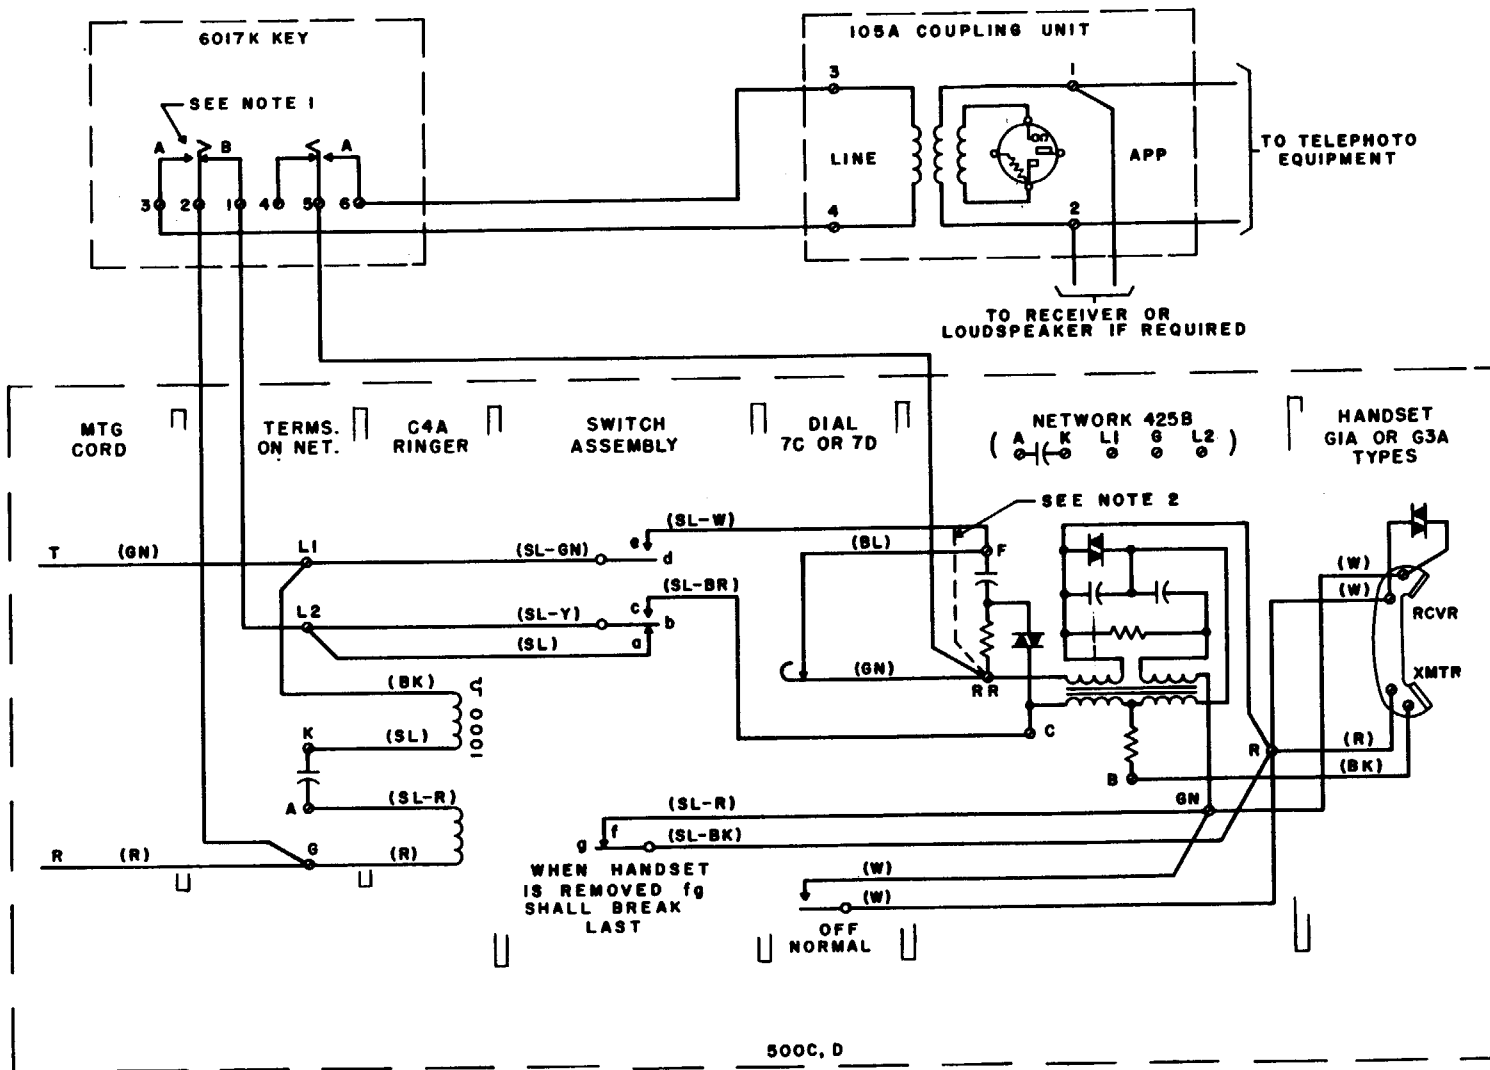 6017K KEY
105A COUPLING UNIT
SEE NOTE 1
A
B
A
3
2
1
4
5
6
3
4
LINE
1
2
APP
TO TELEPHOTO
EQUIPMENT
TO RECEIVER OR
LOUDSPEAKER IF REQUIRED
MTG
CORD
TERMS.
ON NET.
C4A
RINGER
SWITCH
ASSEMBLY
DIAL
7C OR 7D
NETWORK 425B
( A K L1 G L2 )
HANDSET
G1A OR G3A
TYPES
SEE NOTE 2
T (GN)
L1
(SL-GN)
(SL-W)
e
d
(BL)
F
(SL-BR)
c
b
a
L2
(SL-Y)
(SL)
(W)
(W)
RCVR
XMTR
(BK)
1000 Ω
K
(SL)
A
(SL-R)
(GN)
RR
C
B
R
(R)
(BK)
GN
(SL-R)
f
g
(SL-BK)
R (R)
G
(R)
WHEN HANDSET
IS REMOVED fg
SHALL BREAK
LAST
(W)
(W)
OFF
NORMAL
500C, D